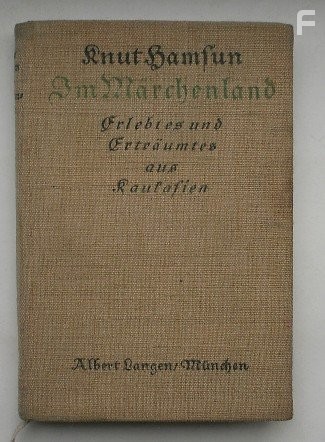 Knut Hamsun
Im Märchenland
Erlebtes und
Erträumtes
aus
Kaukasien
Albert Langen / München
F